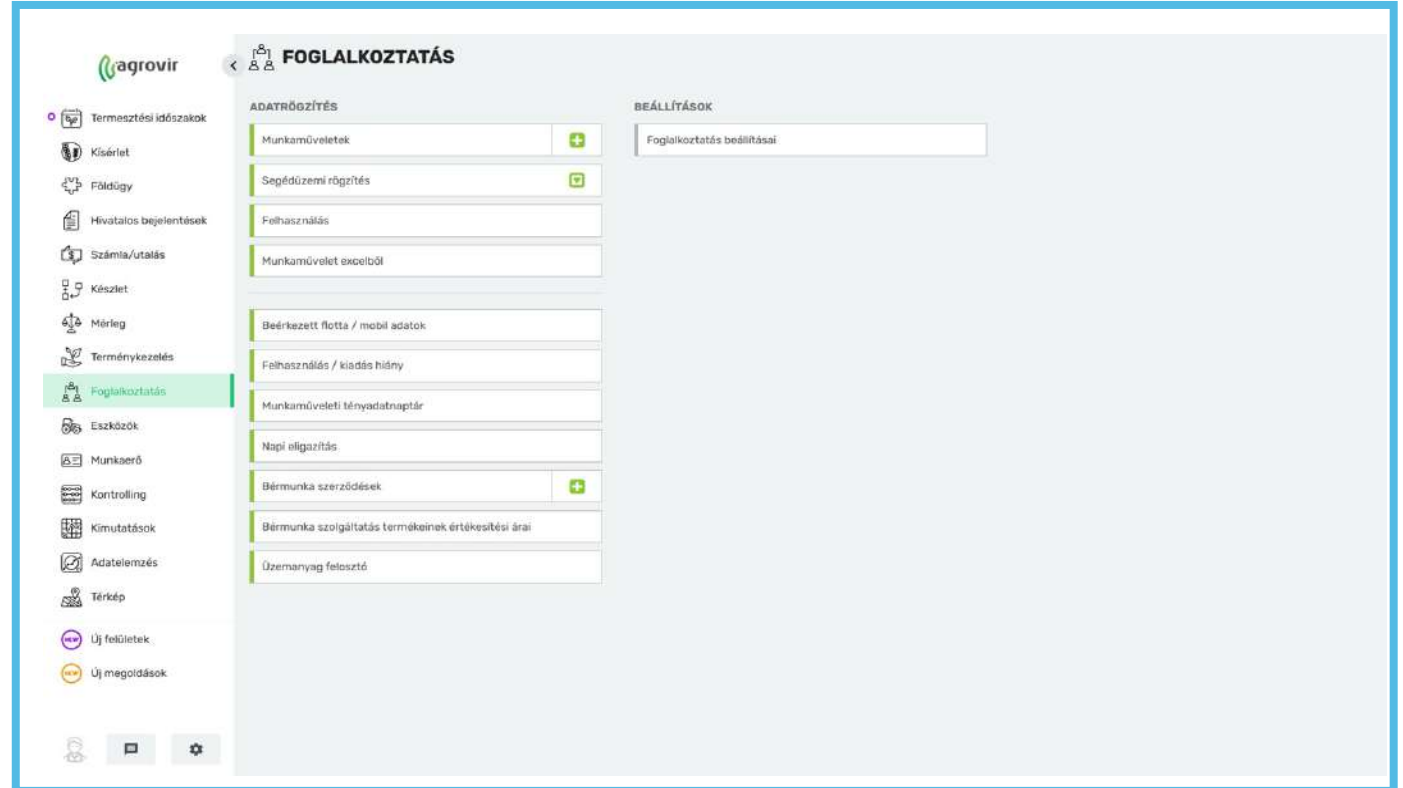 agrovir
Termesztési időszakok
Kísérlet
Földügy
Hivatalos bejelentések
Számla/utalás
Készlet
Mérleg
Terménykezelés
Foglalkoztatás
Eszközök
Munkaerő
Kontrolling
Kimutatások
Adatelemzés
Térkép
NEW Új felületek
NEW Új megoldások
FOGLALKOZTATÁS
ADATRÖGZÍTÉS
Munkaműveletek
Segédüzemi rögzítés
Felhasználás
Munkaművelet excelből
Beérkezett flotta / mobil adatok
Felhasználás / kiadás hiány
Munkaműveleti tényadatnaptár
Napi eligazítás
Bérmunka szerződések
Bérmunka szolgáltatás termékeinek értékesítési árai
Üzemanyag felosztó
BEÁLLÍTÁSOK
Foglalkoztatás beállításai